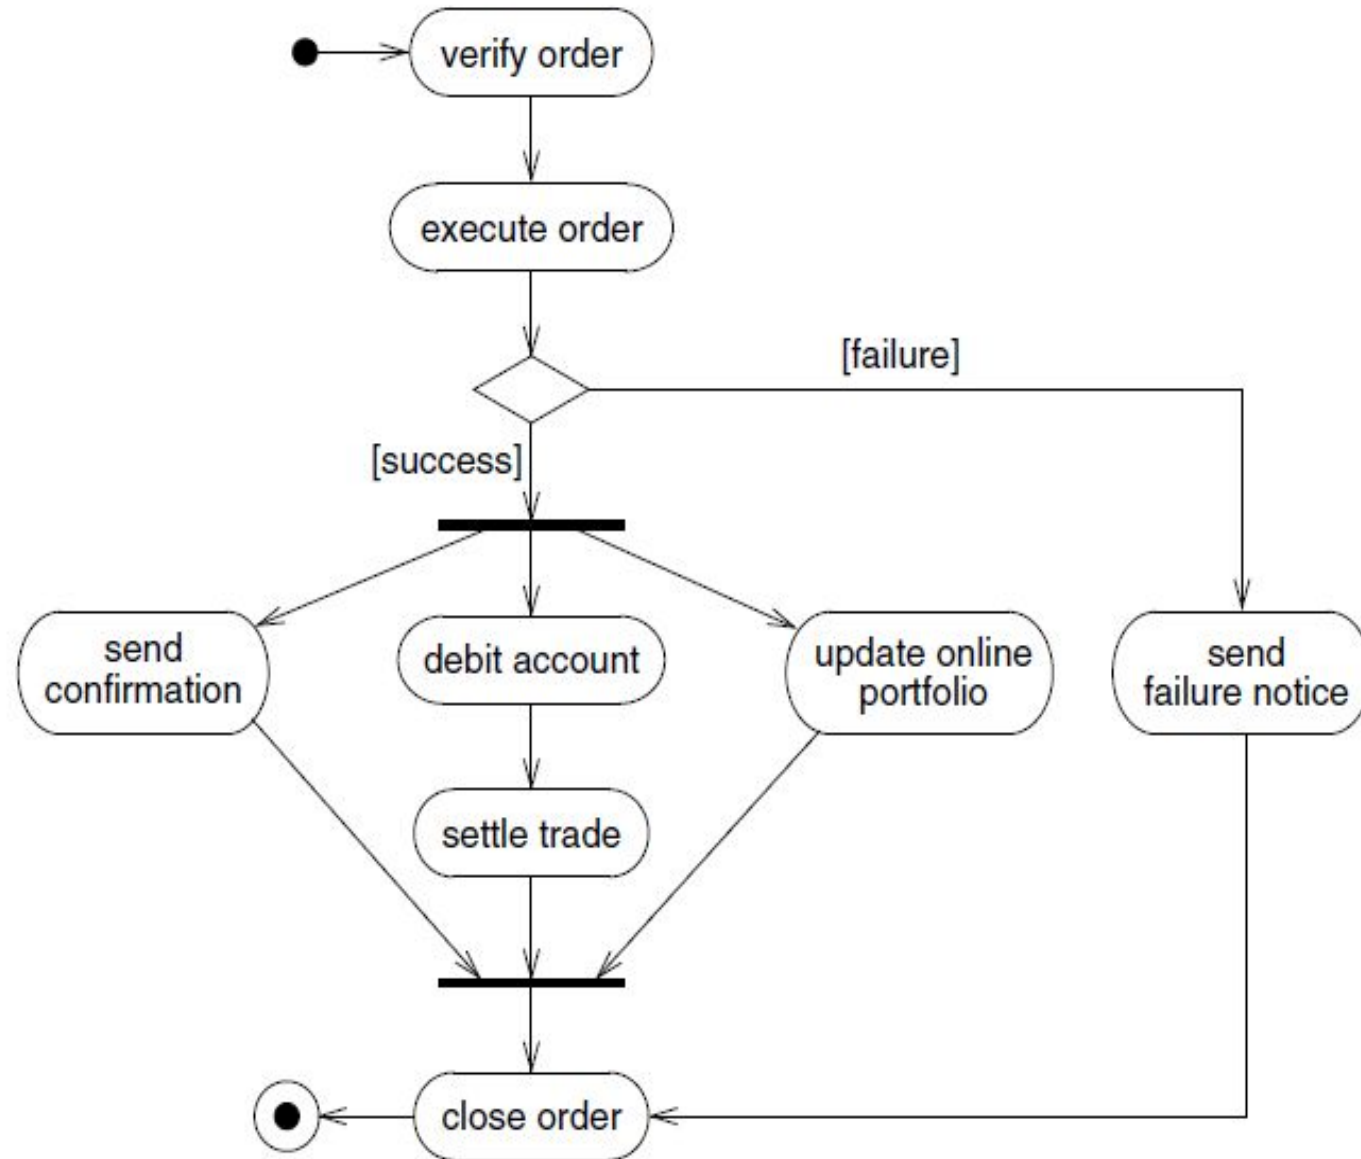 verify order
execute order
[failure]
[success]
send
confirmation
debit account
update online
portfolio
send
failure notice
settle trade
close order